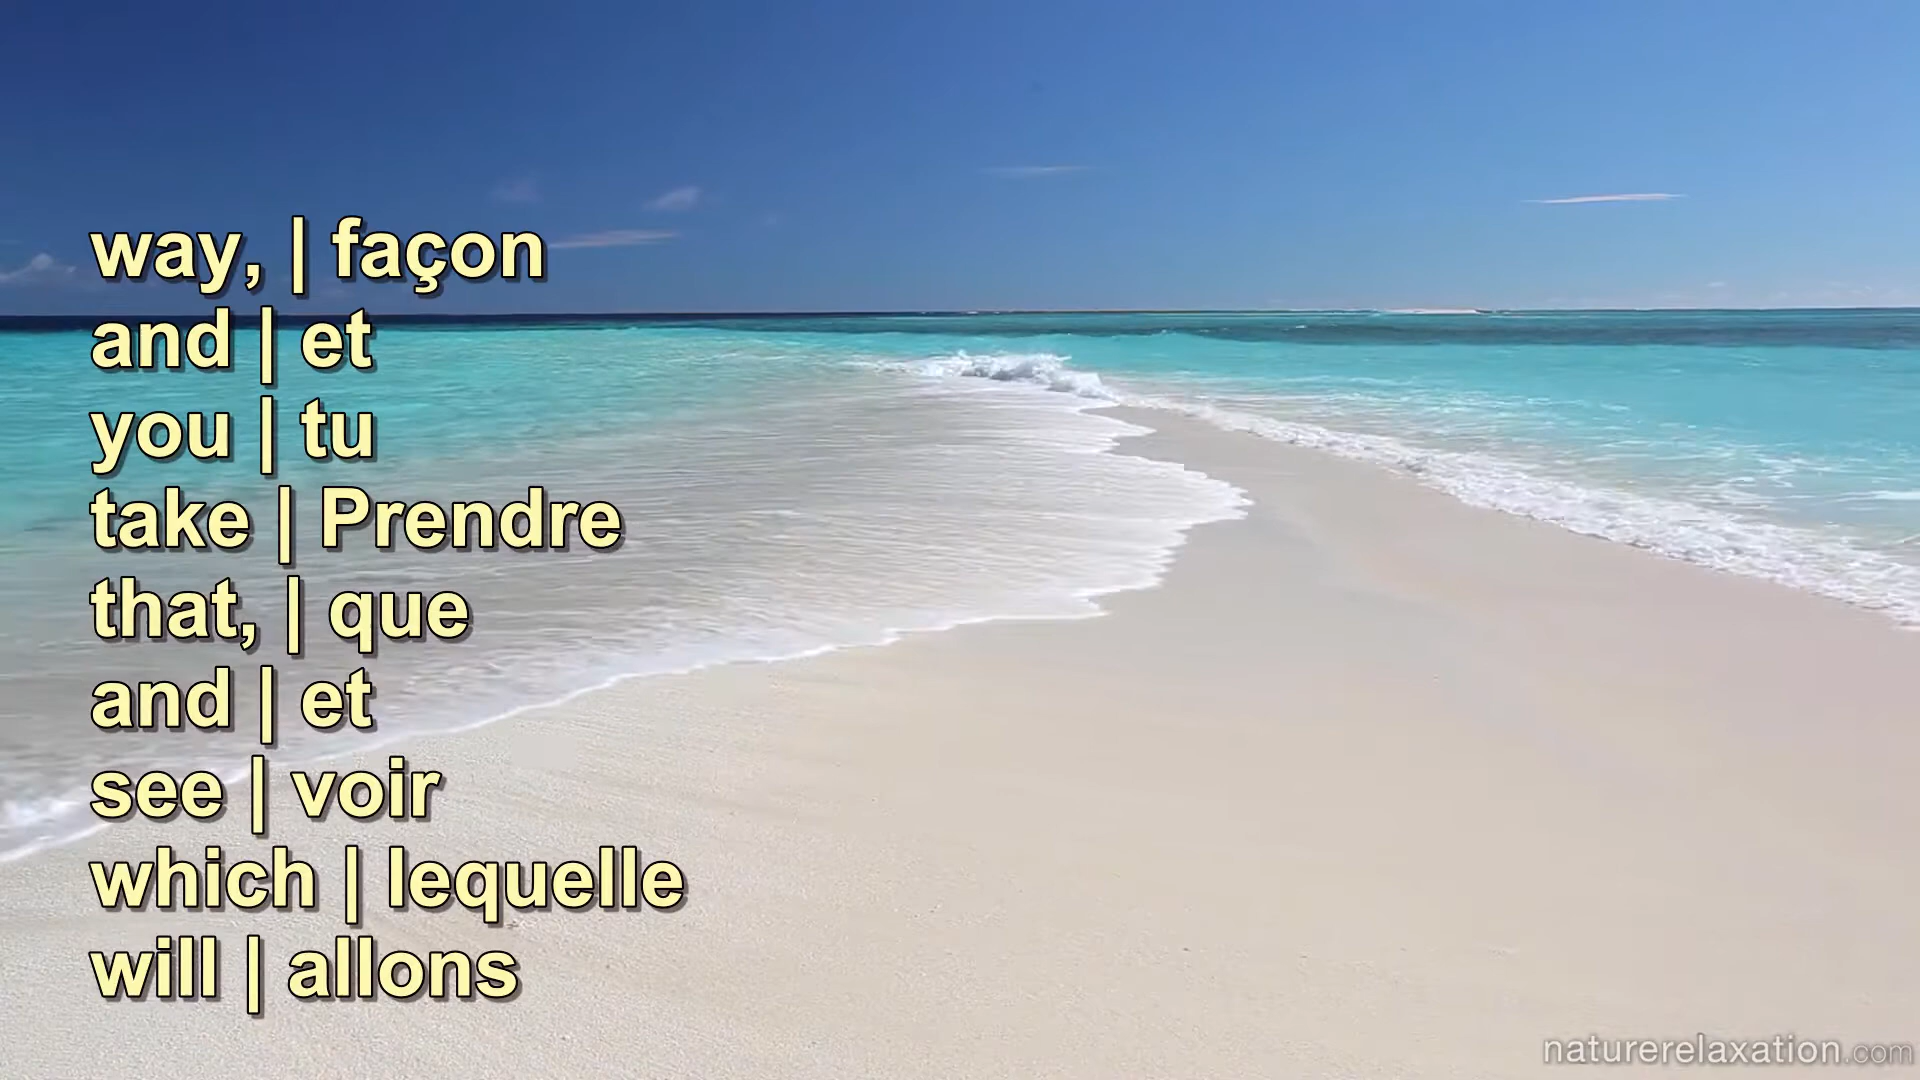 way, | façon
and | et
you | tu
take | Prendre
that, | que
and | et
see | voir
which | lequelle
will | allons
naturerelaxation.com